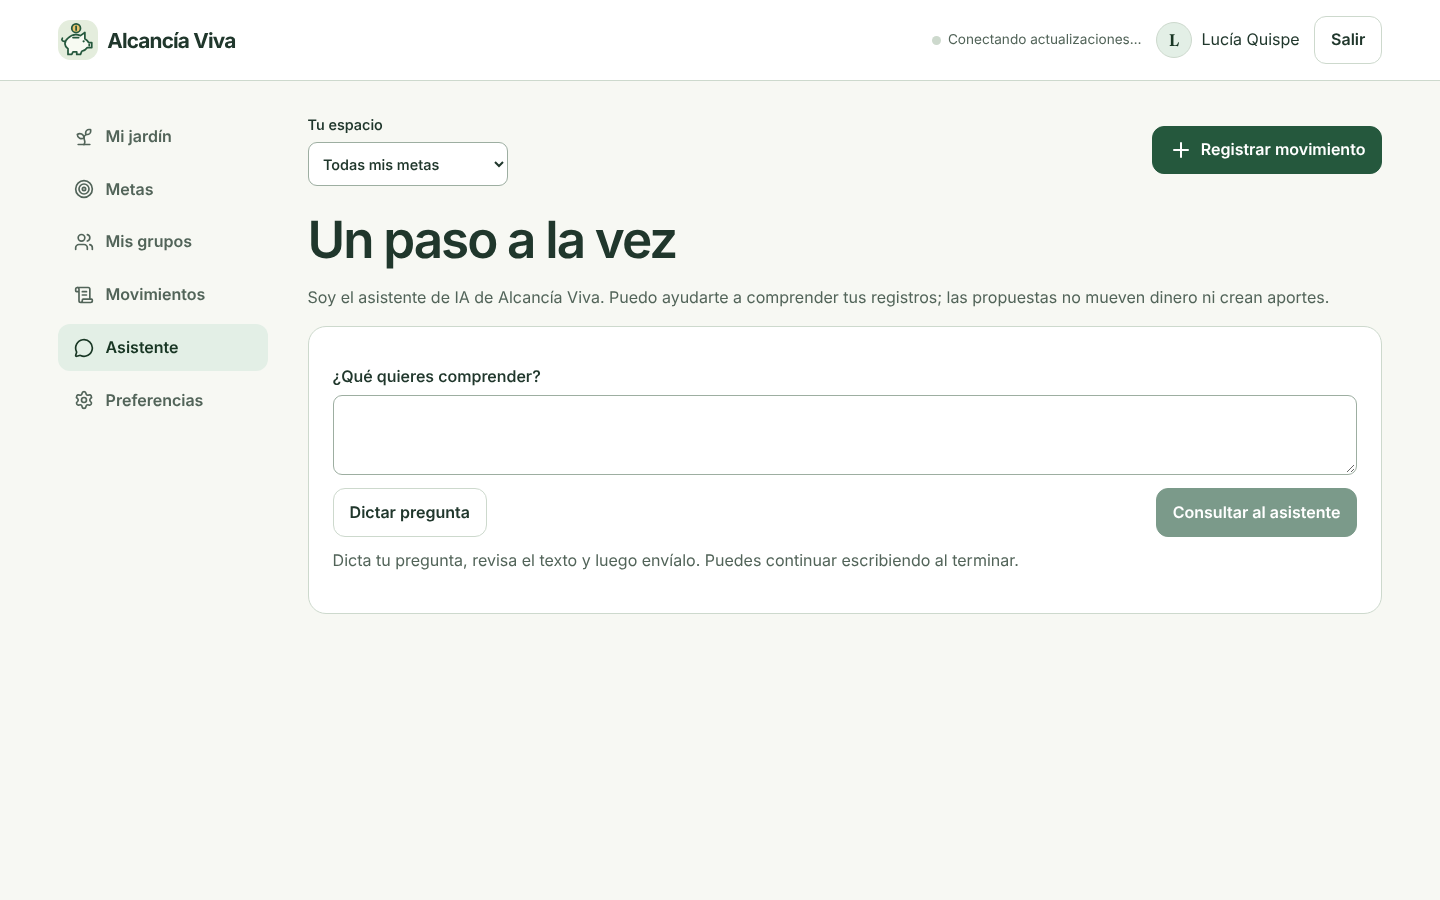 Alcancía Viva
Conectando actualizaciones...
L
Lucía Quispe
Salir
Mi jardín
Metas
Mis grupos
Movimientos
Asistente
Preferencias
Tu espacio
Todas mis metas
Registrar movimiento
Un paso a la vez
Soy el asistente de IA de Alcancía Viva. Puedo ayudarte a comprender tus registros; las propuestas no mueven dinero ni crean aportes.
¿Qué quieres comprender?
Dictar pregunta
Consultar al asistente
Dicta tu pregunta, revisa el texto y luego envíalo. Puedes continuar escribiendo al terminar.